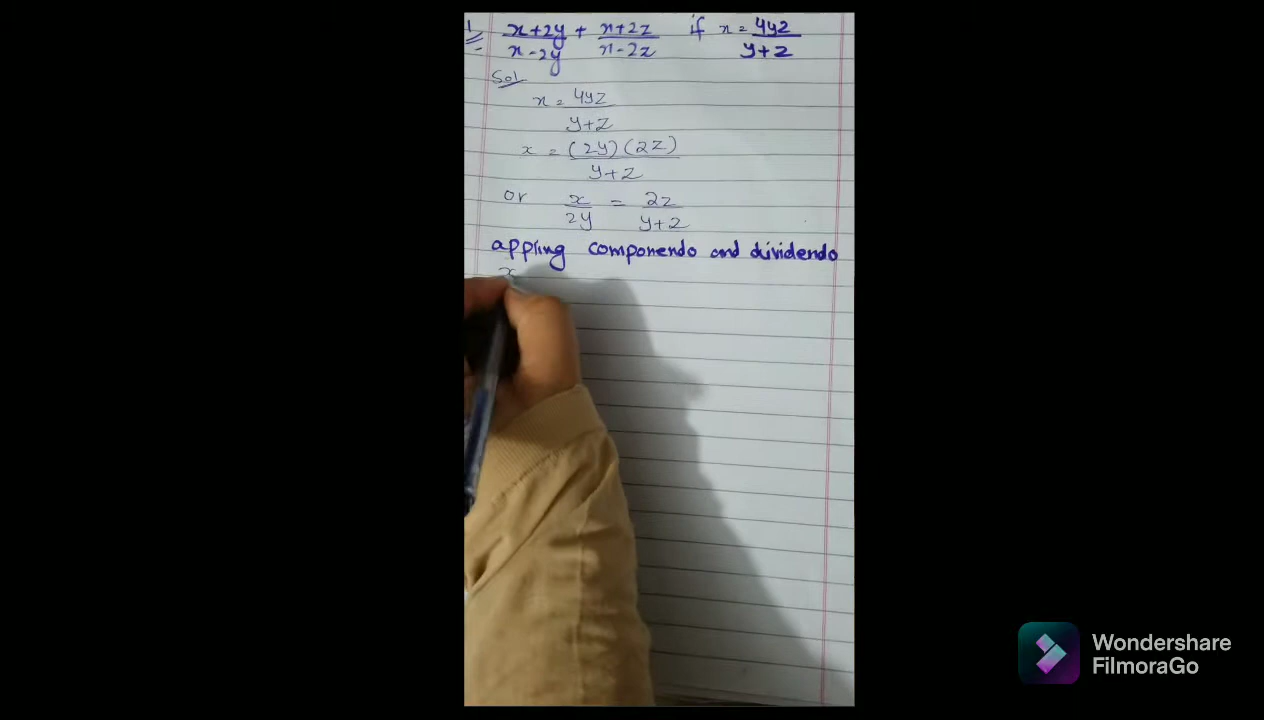 1 x+2y/x-2y + x+2z/x-2z if x = 4yz/y+z
Sol
x = 4yz/y+z
x = (2y)(2z)/y+z
or x/2y = 2z/y+z
appling componendo and dividendo
x
Wondershare
FilmoraGo